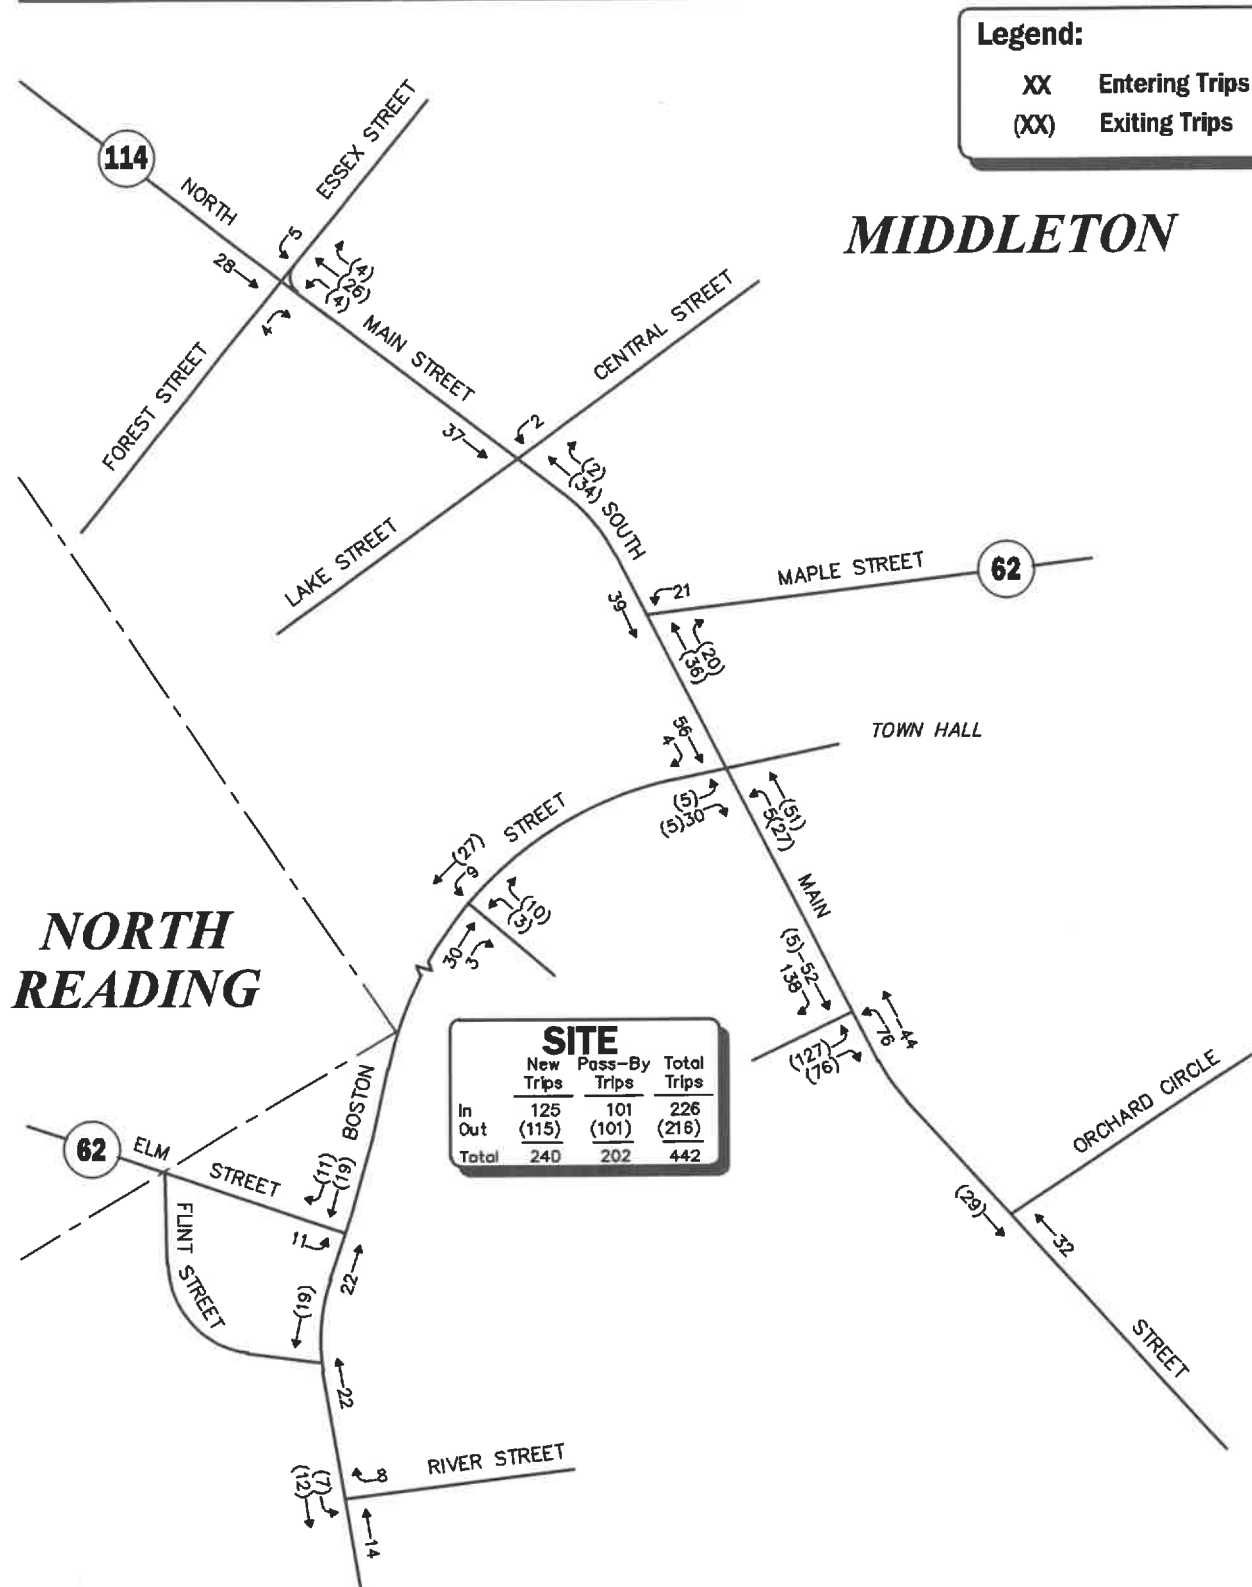 Legend:
XX Entering Trips
(XX) Exiting Trips
114
NORTH
ESSEX STREET
MIDDLETON
5
28
(4)
(26)
(4)
4
MAIN STREET
FOREST STREET
CENTRAL STREET
2
37
(2)
(34)
SOUTH
LAKE STREET
MAPLE STREET
62
21
39
(20)
(36)
56
4
TOWN HALL
(5)
(5)30
(51)
5(27)
STREET
(27)
9
MAIN
NORTH
READING
(10)
(3)
30
3
(5)-52
138
44
76
(127)
(76)
SITE
New Pass-By Total
Trips Trips Trips
In 125 101 226
Out (115) (101) (216)
Total 240 202 442
BOSTON
ORCHARD CIRCLE
62
ELM
STREET
(11)
(19)
11
22
FLINT STREET
(29)
32
(19)
22
STREET
RIVER STREET
8
(7)
(12)
14